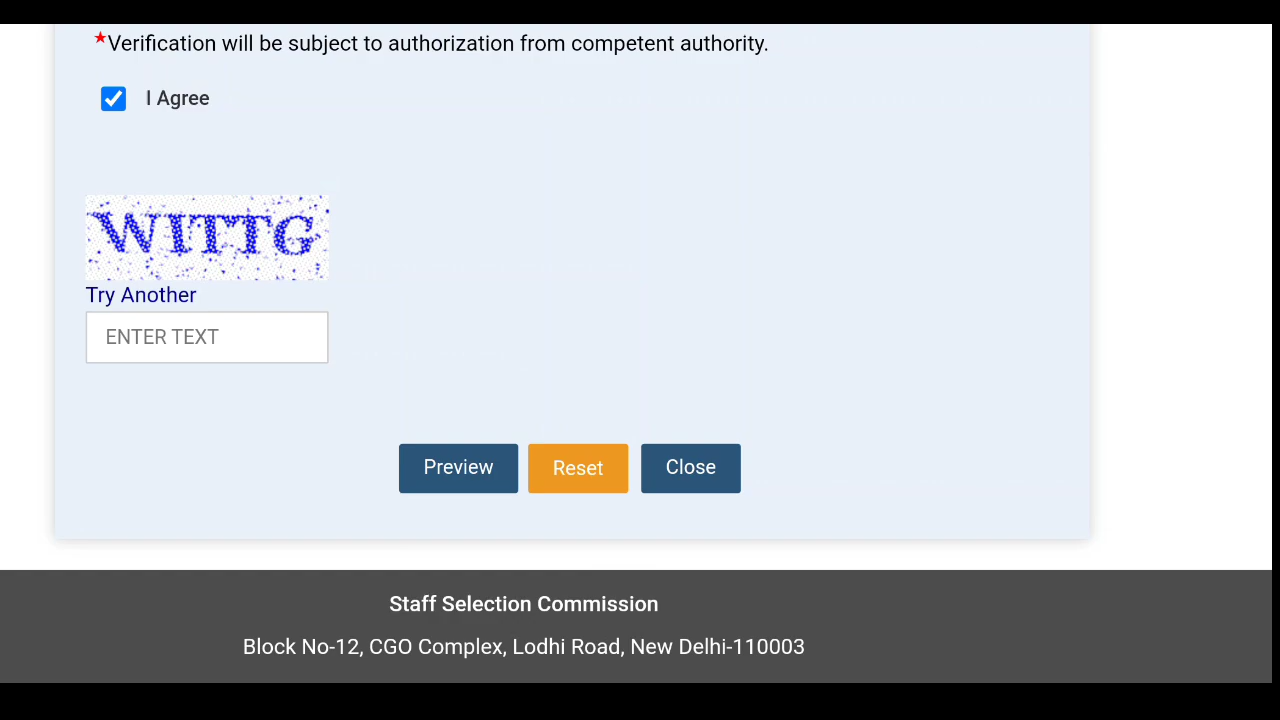 ★Verification will be subject to authorization from competent authority.
I Agree
WITTG
Try Another
ENTER TEXT
Preview Reset Close
Staff Selection Commission
Block No-12, CGO Complex, Lodhi Road, New Delhi-110003